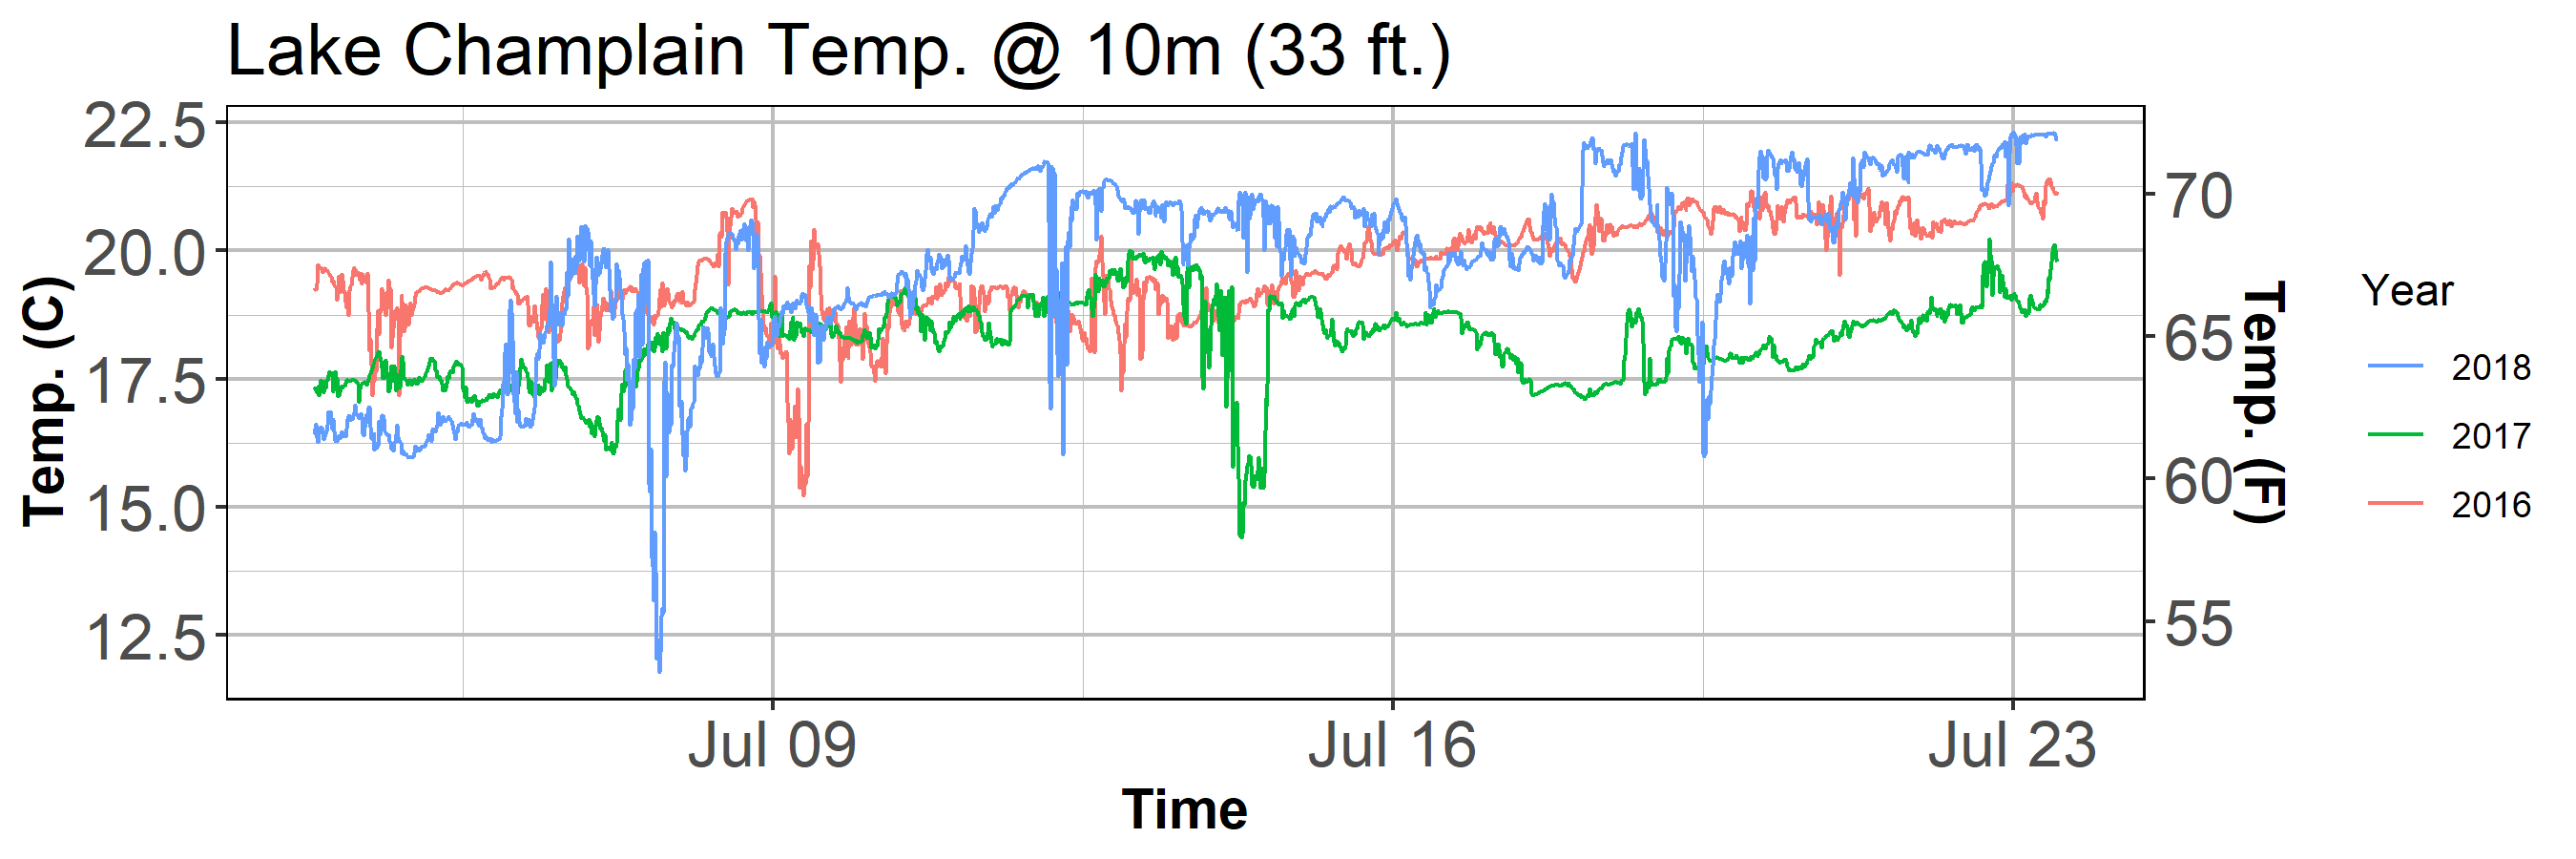 Lake Champlain Temp. @ 10m (33 ft.)
Temp. (C)
22.5
20.0
17.5
15.0
12.5
70
65
60
55
Temp. (F)
Jul 09
Jul 16
Jul 23
Time
Year
2018
2017
2016